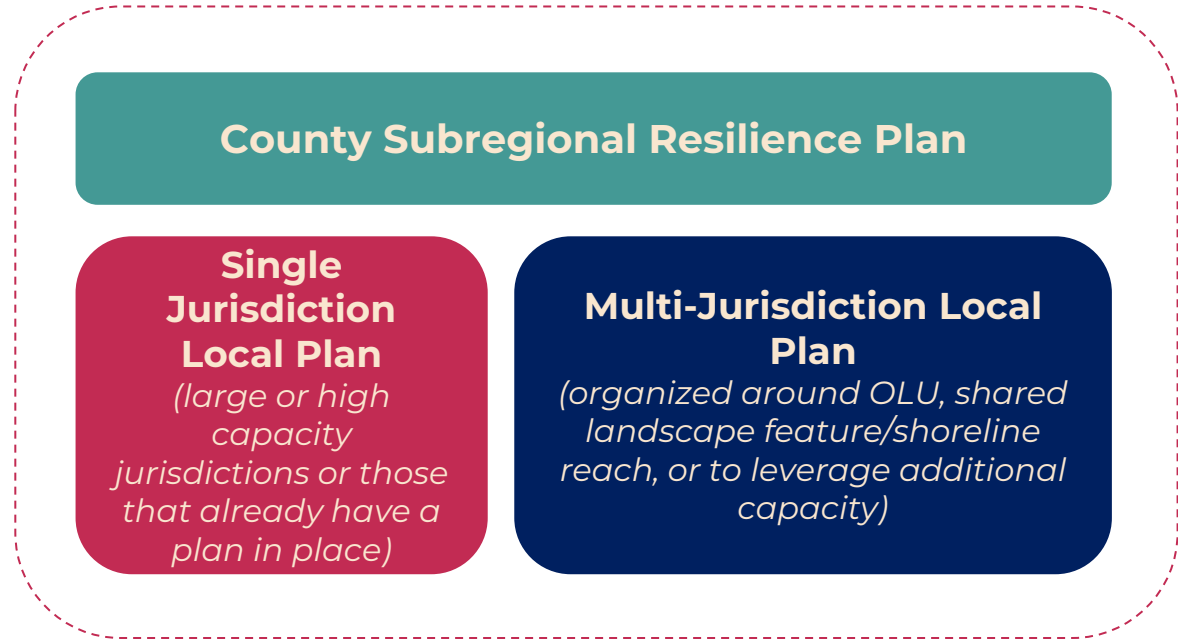 County Subregional Resilience Plan
Single
Jurisdiction
Local Plan
(large or high
capacity
jurisdictions or those
that already have a
plan in place)
Multi-Jurisdiction Local
Plan
(organized around OLU, shared
landscape feature/shoreline
reach, or to leverage additional
capacity)